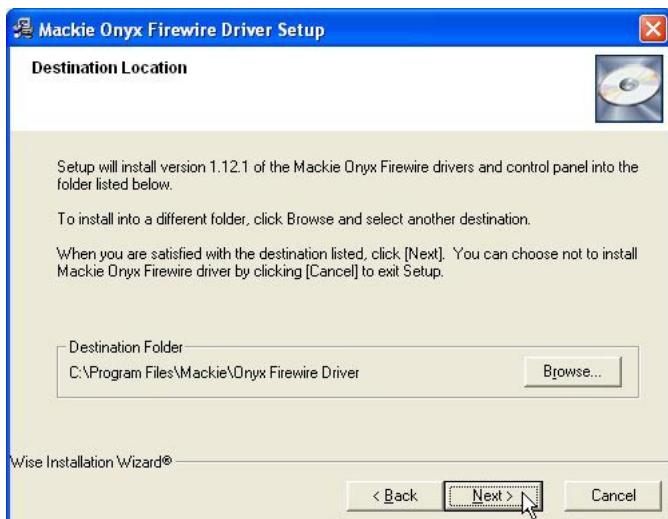 Mackie Onyx Firewire Driver Setup
Destination Location
Setup will install version 1.12.1 of the Mackie Onyx Firewire drivers and control panel into the
folder listed below.
To install into a different folder, click Browse and select another destination.
When you are satisfied with the destination listed, click [Next]. You can choose not to install
Mackie Onyx Firewire driver by clicking [Cancel] to exit Setup.
Destination Folder
C:\Program Files\Mackie\Onyx Firewire Driver
Browse...
Wise Installation Wizard®
< Back
Next >
Cancel